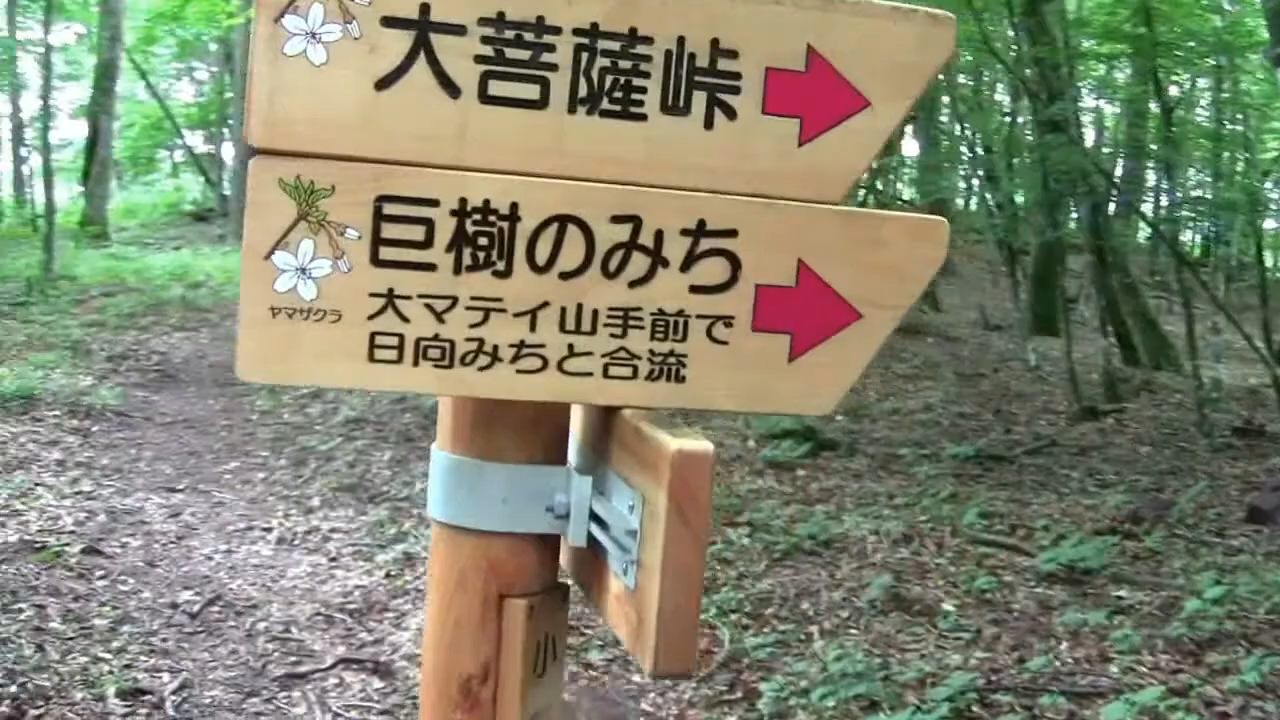 大菩薩峠
巨樹のみち
ヤマザクラ
大マテイ山手前で
日向みちと合流
小